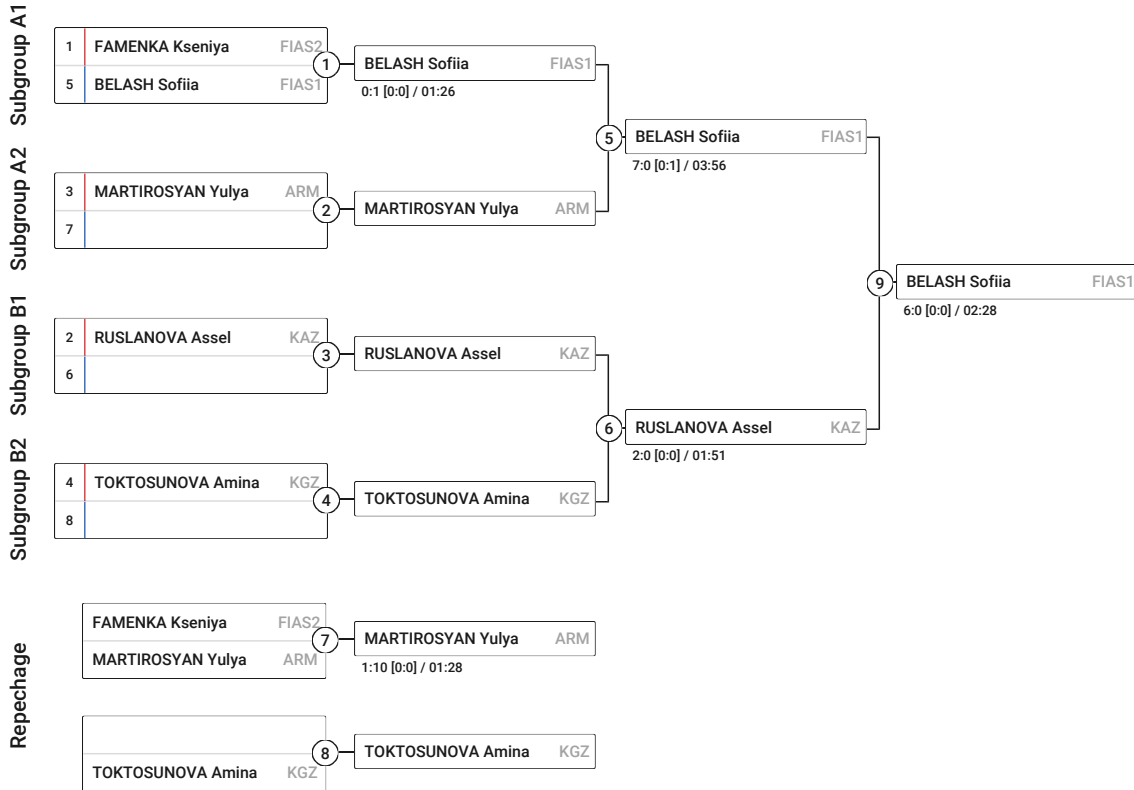 Subgroup A1
1 FAMENKA Kseniya FIAS2
5 BELASH Sofiia FIAS1
1
BELASH Sofiia FIAS1
0:1 [0:0] / 01:26
5
BELASH Sofiia FIAS1
7:0 [0:1] / 03:56
Subgroup A2
3 MARTIROSYAN Yulya ARM
7
2
MARTIROSYAN Yulya ARM
9
BELASH Sofiia FIAS1
6:0 [0:0] / 02:28
Subgroup B1
2 RUSLANOVA Assel KAZ
6
3
RUSLANOVA Assel KAZ
6
RUSLANOVA Assel KAZ
2:0 [0:0] / 01:51
Subgroup B2
4 TOKTOSUNOVA Amina KGZ
8
4
TOKTOSUNOVA Amina KGZ
Repechage
FAMENKA Kseniya FIAS2
MARTIROSYAN Yulya ARM
7
MARTIROSYAN Yulya ARM
1:10 [0:0] / 01:28
TOKTOSUNOVA Amina KGZ
8
TOKTOSUNOVA Amina KGZ